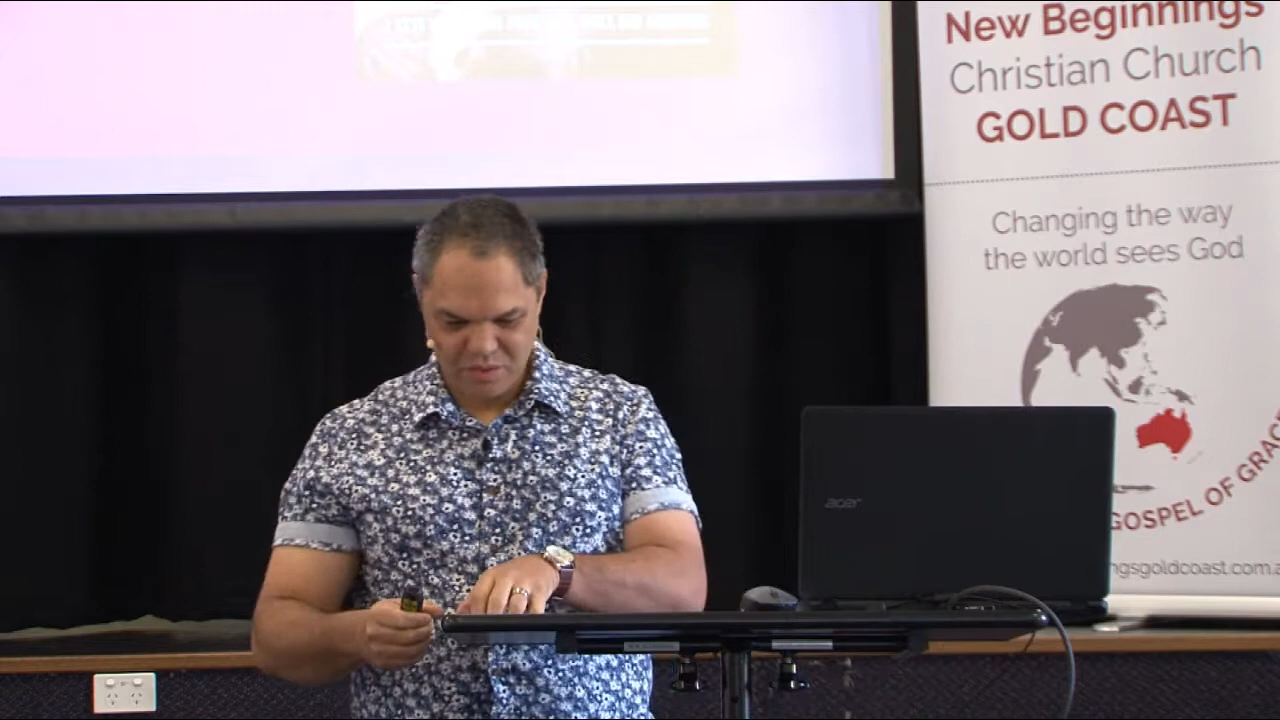 New Beginnings
Christian Church
GOLD COAST
Changing the way
the world sees God
GOSPEL OF GRAC
ngsgoldcoast.com.a
acer